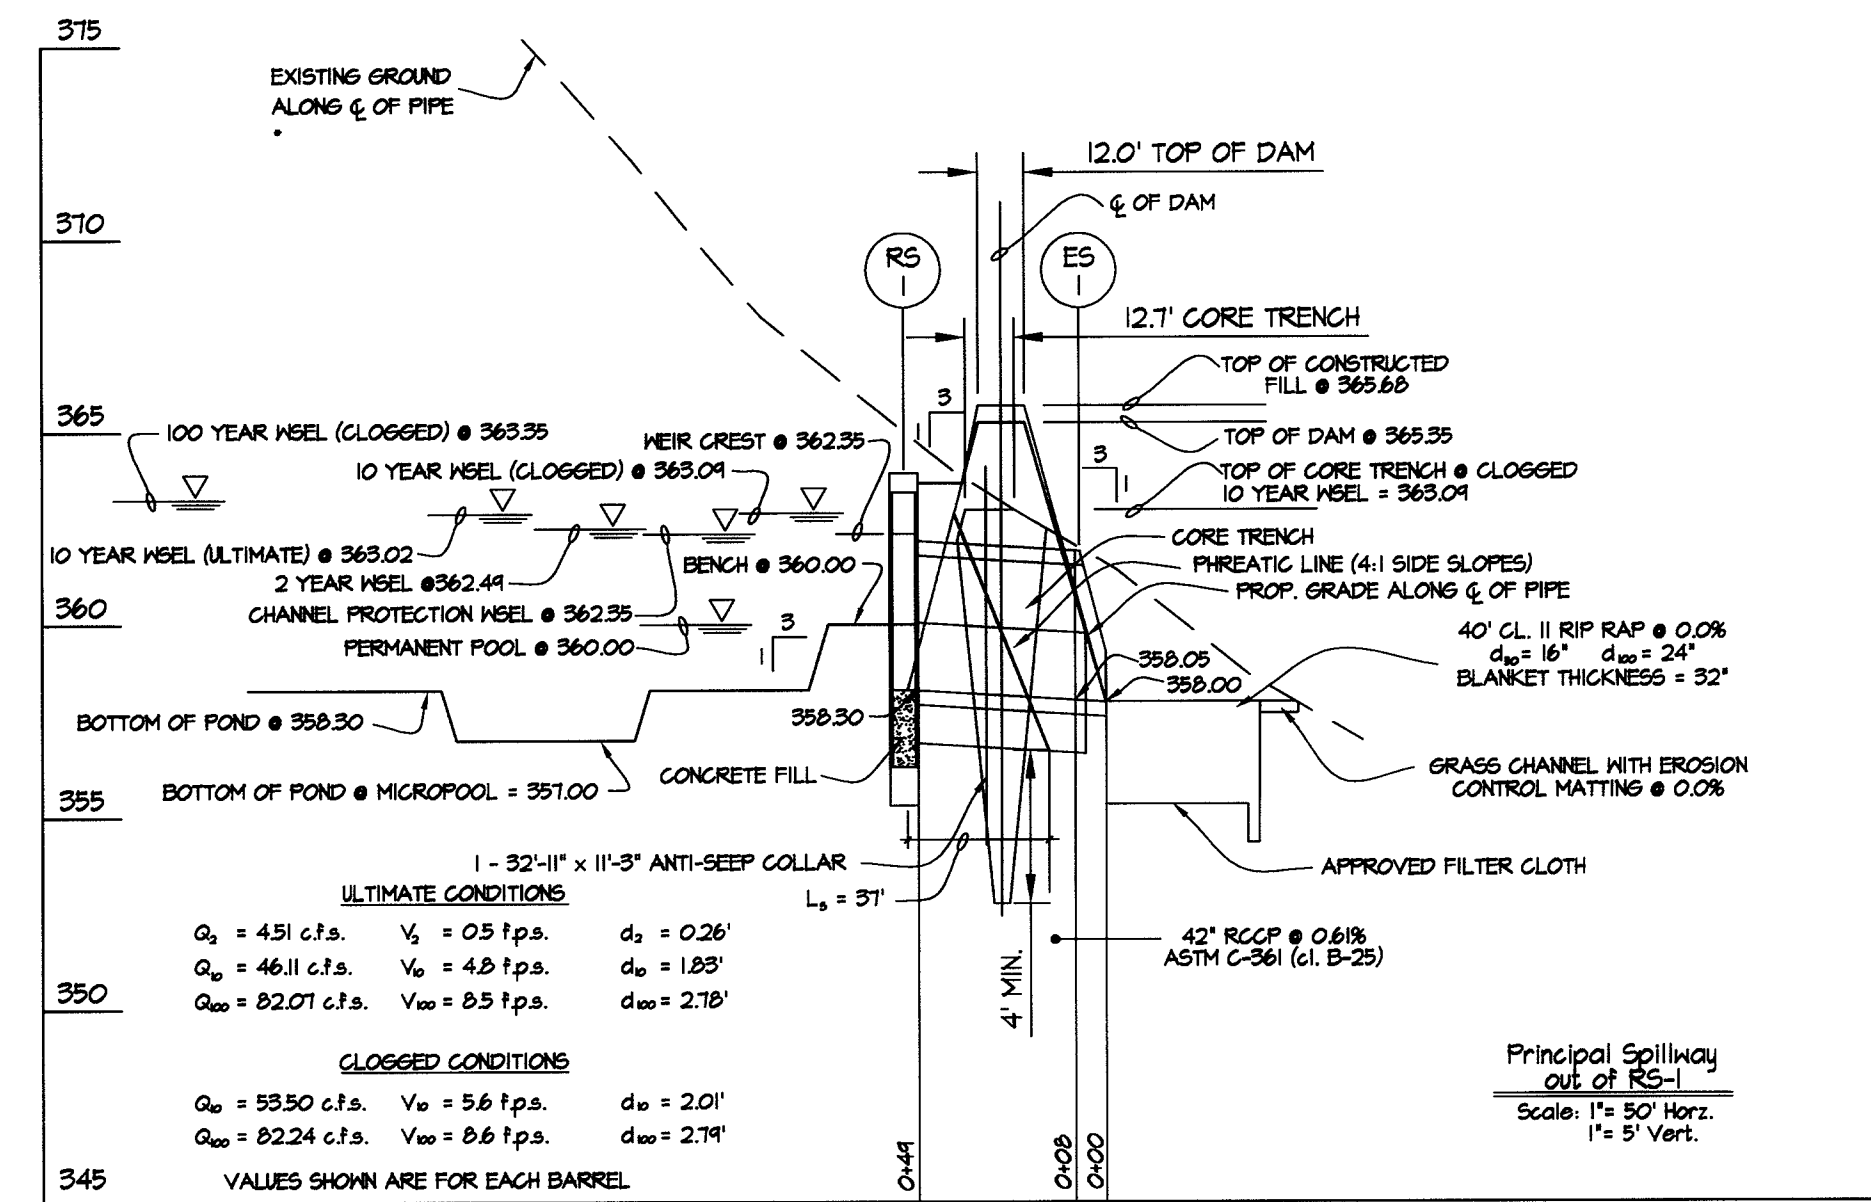 375
EXISTING GROUND
ALONG ℄ OF PIPE
12.0' TOP OF DAM
℄ OF DAM
370
RS
1
ES
1
12.7' CORE TRENCH
TOP OF CONSTRUCTED
FILL @ 365.68
3
1
365
100 YEAR WSEL (CLOGGED) @ 363.35
WEIR CREST @ 362.35
TOP OF DAM @ 365.35
10 YEAR WSEL (CLOGGED) @ 363.09
3
1
TOP OF CORE TRENCH @ CLOGGED
10 YEAR WSEL = 363.09
10 YEAR WSEL (ULTIMATE) @ 363.02
CORE TRENCH
2 YEAR WSEL @362.49
BENCH @ 360.00
PHREATIC LINE (4:1 SIDE SLOPES)
360
CHANNEL PROTECTION WSEL @ 362.35
PROP. GRADE ALONG ℄ OF PIPE
PERMANENT POOL @ 360.00
3
1
40' CL. II RIP RAP @ 0.0%
d50 = 16" d100 = 24"
BLANKET THICKNESS = 32"
358.05
358.00
BOTTOM OF POND @ 358.30
358.30
CONCRETE FILL
GRASS CHANNEL WITH EROSION
CONTROL MATTING @ 0.0%
BOTTOM OF POND @ MICROPOOL = 357.00
355
1 - 32'-11" x 11'-3" ANTI-SEEP COLLAR
APPROVED FILTER CLOTH
Ls = 37'
4' MIN.
42" RCCP @ 0.61%
ASTM C-361 (cl. B-25)
ULTIMATE CONDITIONS
Q2 = 4.51 c.f.s. V2 = 0.5 f.p.s. d2 = 0.26'
Q10 = 46.11 c.f.s. V10 = 4.8 f.p.s. d10 = 1.83'
350
Q100 = 82.07 c.f.s. V100 = 8.5 f.p.s. d100 = 2.78'
CLOGGED CONDITIONS
Q10 = 53.50 c.f.s. V10 = 5.6 f.p.s. d10 = 2.01'
Q100 = 82.24 c.f.s. V100 = 8.6 f.p.s. d100 = 2.79'
345
VALUES SHOWN ARE FOR EACH BARREL
0+49
0+08
0+00
Principal Spillway
out of RS-1
Scale: 1"= 50' Horz.
1"= 5' Vert.